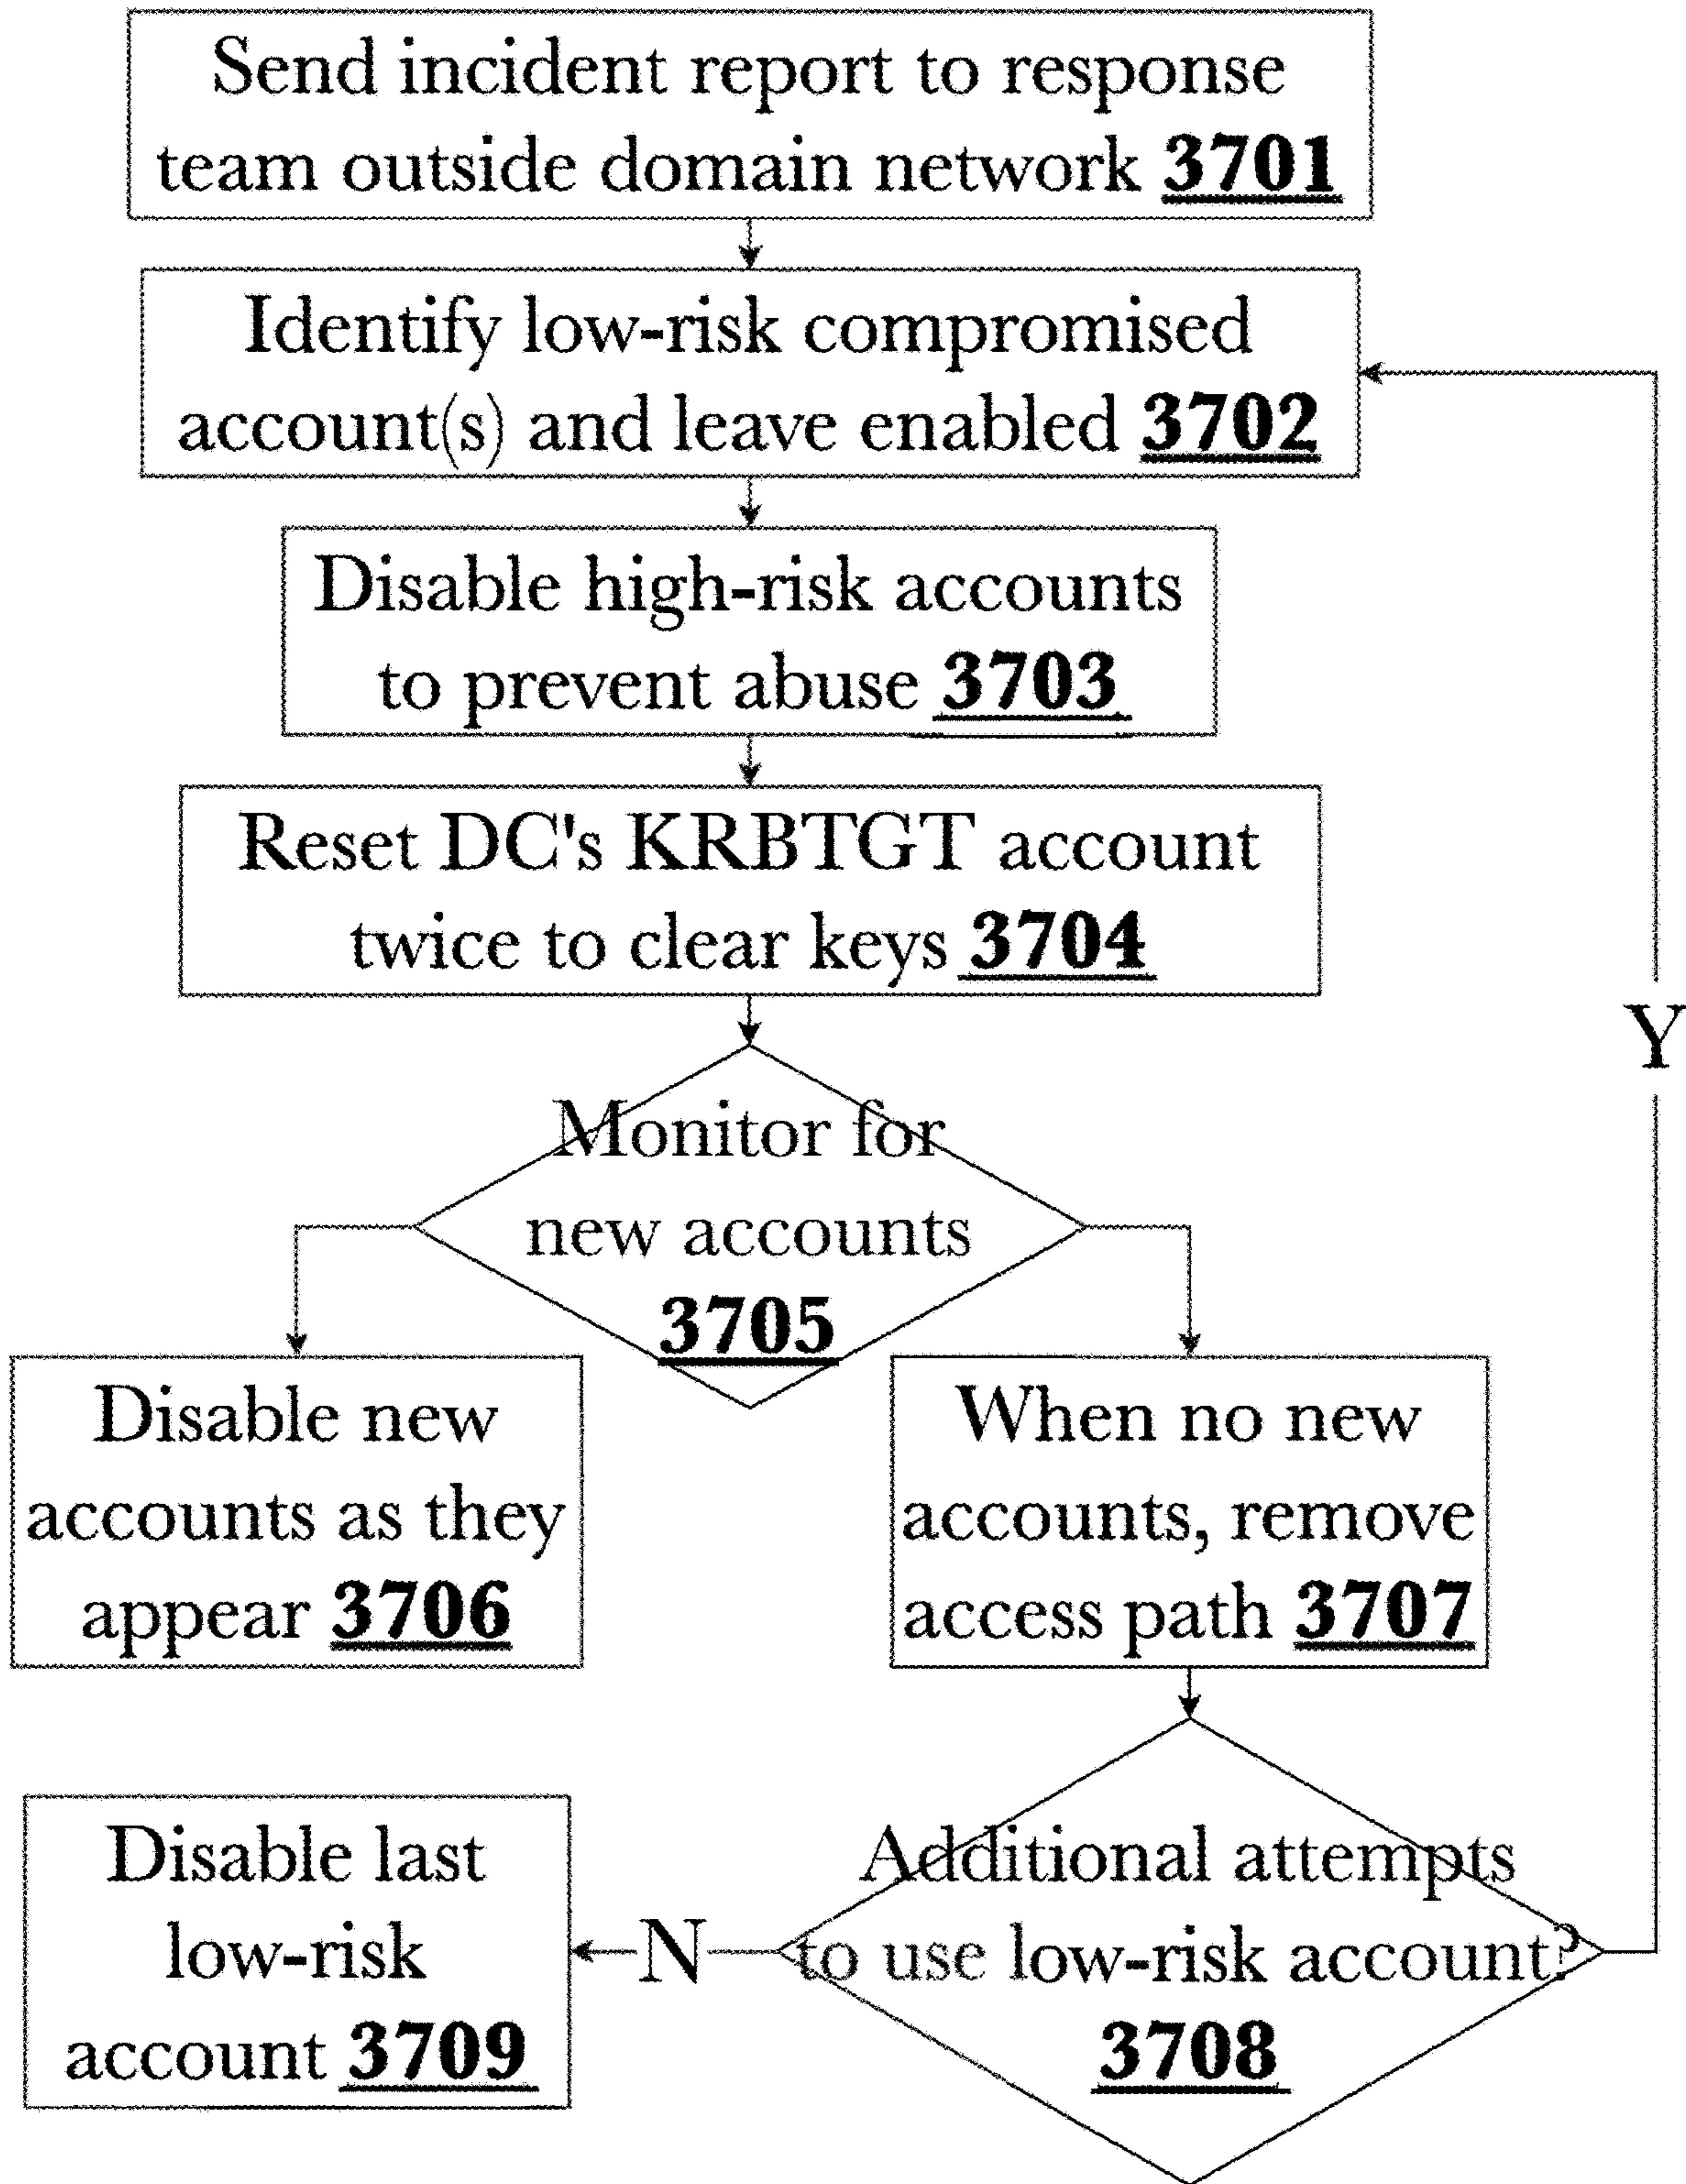 Send incident report to response
team outside domain network 3701
Identify low-risk compromised
account(s) and leave enabled 3702
Disable high-risk accounts
to prevent abuse 3703
Reset DC's KRBTGT account
twice to clear keys 3704
Y
Monitor for
new accounts
3705
Disable new
accounts as they
appear 3706
When no new
accounts, remove
access path 3707
Additional attempts
to use low-risk account?
3708
N
Disable last
low-risk
account 3709